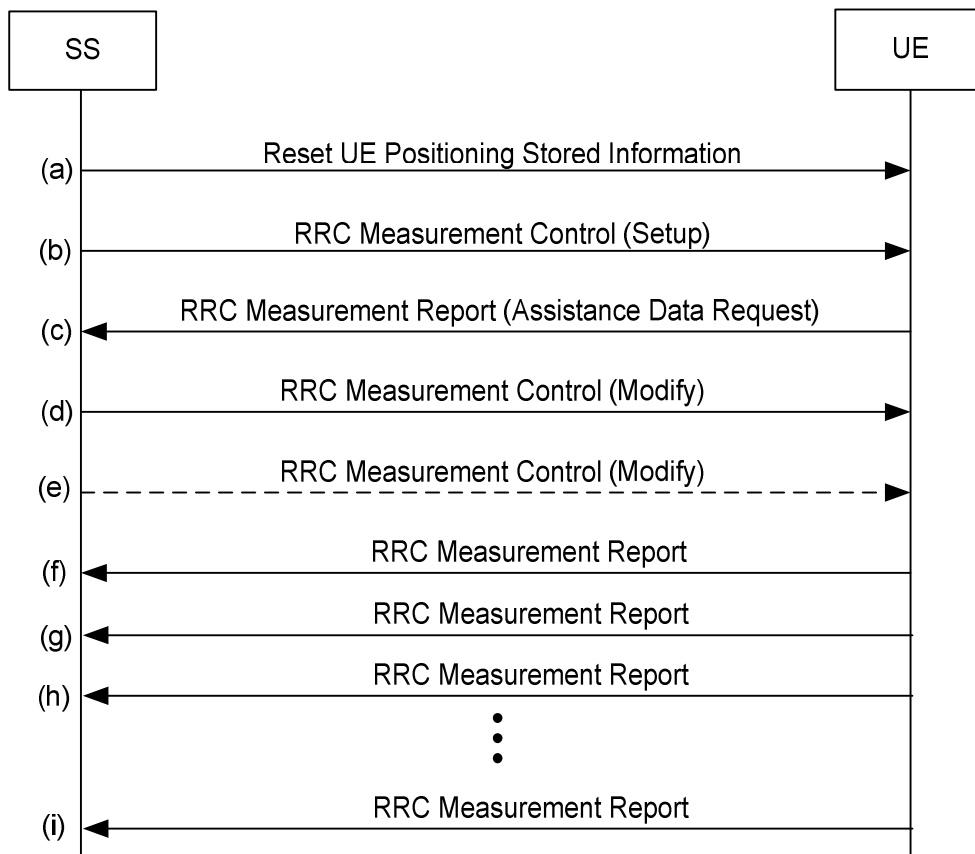 SS
UE
(a) Reset UE Positioning Stored Information
(b) RRC Measurement Control (Setup)
(c) RRC Measurement Report (Assistance Data Request)
(d) RRC Measurement Control (Modify)
(e) RRC Measurement Control (Modify)
(f) RRC Measurement Report
(g) RRC Measurement Report
(h) RRC Measurement Report
(i) RRC Measurement Report